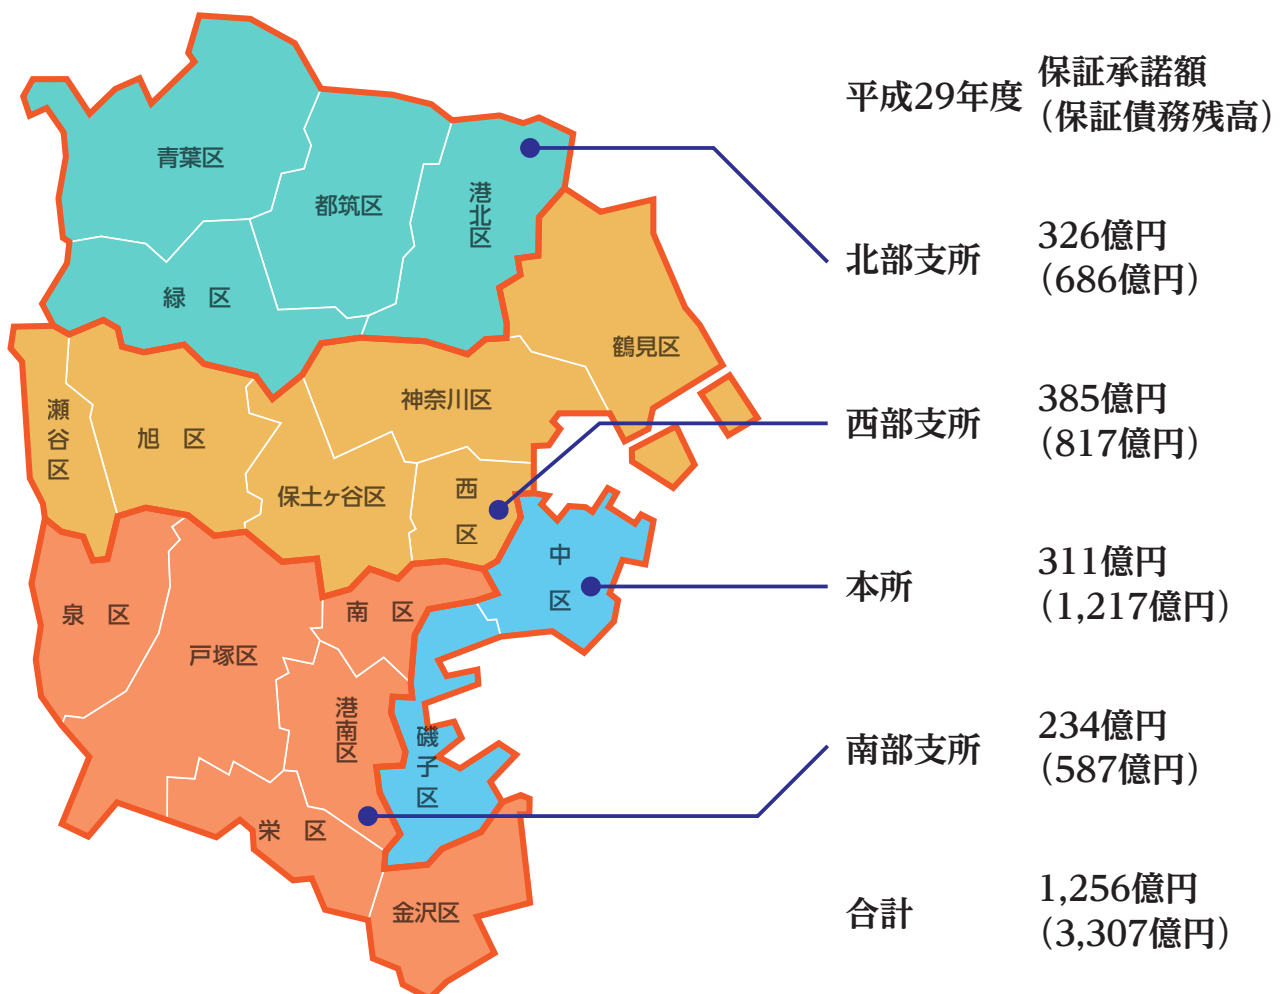 平成29年度
保証承諾額
（保証債務残高）
北部支所
326億円
（686億円）
西部支所
385億円
（817億円）
本所
311億円
（1,217億円）
南部支所
234億円
（587億円）
合計
1,256億円
（3,307億円）
青葉区
都筑区
港北区
緑　区
鶴見区
神奈川区
瀬谷区
旭　区
保土ヶ谷区
西区
中区
泉　区
南　区
戸塚区
港南区
磯子区
栄　区
金沢区